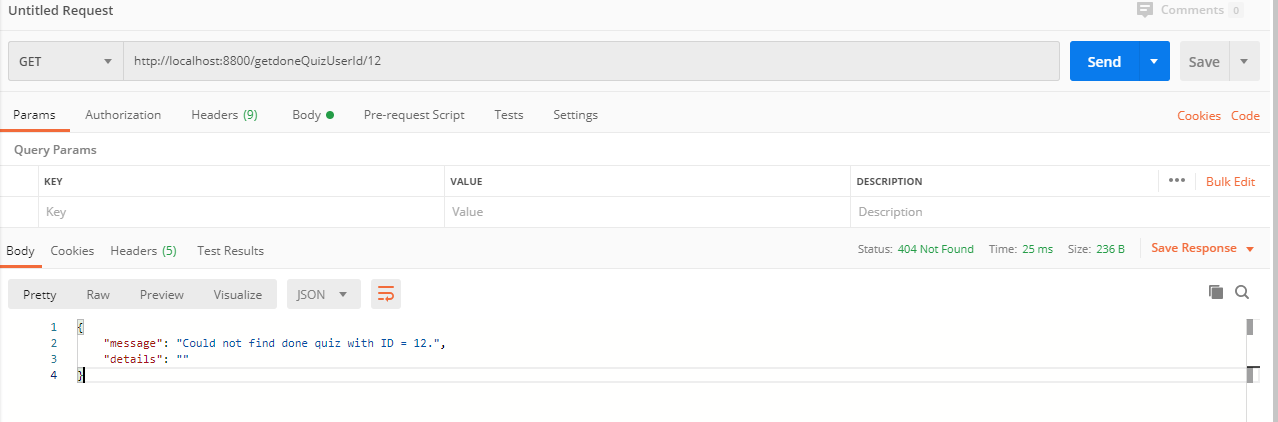 Untitled Request
Comments 0
GET http://localhost:8800/getdoneQuizUserId/12 Send Save
Params Authorization Headers (9) Body Pre-request Script Tests Settings Cookies Code
Query Params
KEY VALUE DESCRIPTION ••• Bulk Edit
Key Value Description
Body Cookies Headers (5) Test Results Status: 404 Not Found Time: 25 ms Size: 236 B Save Response
Pretty Raw Preview Visualize JSON
1 {
2 "message": "Could not find done quiz with ID = 12.",
3 "details": ""
4 }